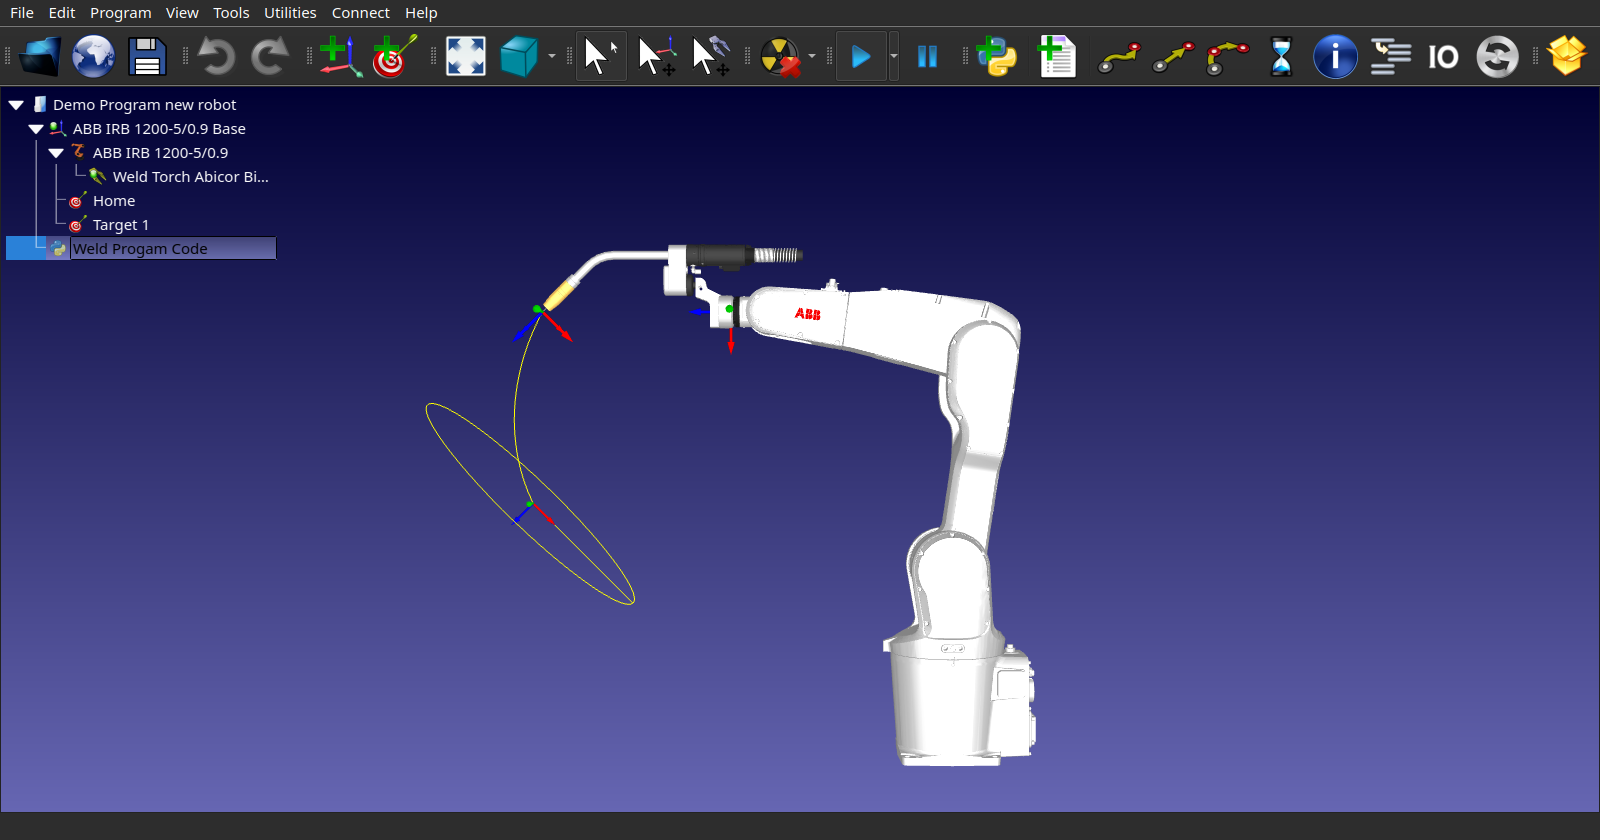 File Edit Program View Tools Utilities Connect Help
IO
Demo Program new robot
ABB IRB 1200-5/0.9 Base
ABB IRB 1200-5/0.9
Weld Torch Abicor Bi...
Home
Target 1
Weld Progam Code
ABB